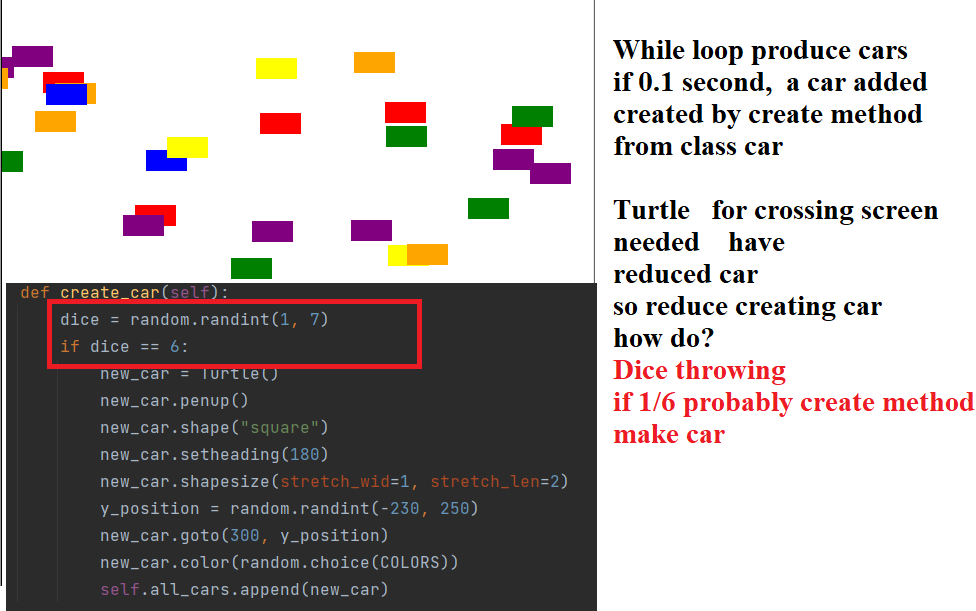 While loop produce cars
if 0.1 second, a car added
created by create method
from class car
Turtle for crossing screen
needed have
reduced car
so reduce creating car
how do?
Dice throwing
if 1/6 probably create method
make car
def create_car(self):
dice = random.randint(1, 7)
if dice == 6:
new_car = Turtle()
new_car.penup()
new_car.shape("square")
new_car.setheading(180)
new_car.shapesize(stretch_wid=1, stretch_len=2)
y_position = random.randint(-230, 250)
new_car.goto(300, y_position)
new_car.color(random.choice(COLORS))
self.all_cars.append(new_car)